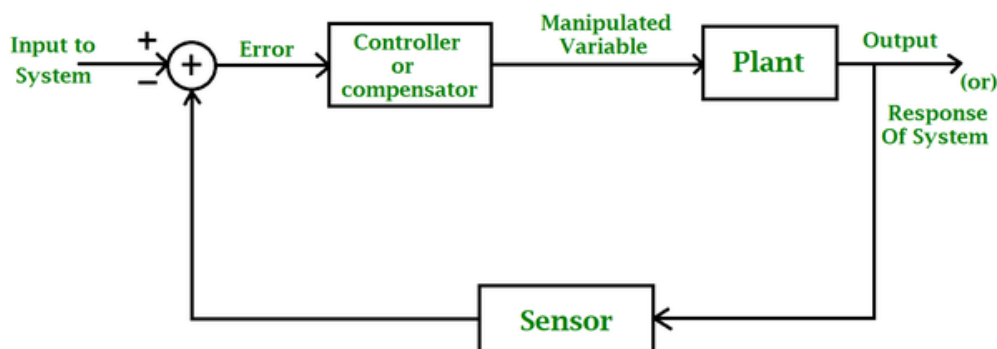 Input to
System
+
−
+
Error
Controller
or
compensator
Manipulated
Variable
Plant
Output
(or)
Response
Of System
Sensor